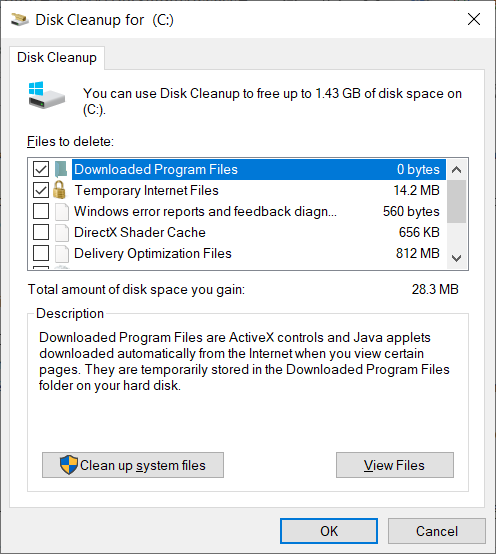 Disk Cleanup for (C:)
Disk Cleanup
You can use Disk Cleanup to free up to 1.43 GB of disk space on
(C:).
Files to delete:
Downloaded Program Files 0 bytes
Temporary Internet Files 14.2 MB
Windows error reports and feedback diagn... 560 bytes
DirectX Shader Cache 656 KB
Delivery Optimization Files 812 MB
Total amount of disk space you gain: 28.3 MB
Description
Downloaded Program Files are ActiveX controls and Java applets
downloaded automatically from the Internet when you view certain
pages. They are temporarily stored in the Downloaded Program Files
folder on your hard disk.
Clean up system files View Files
OK Cancel